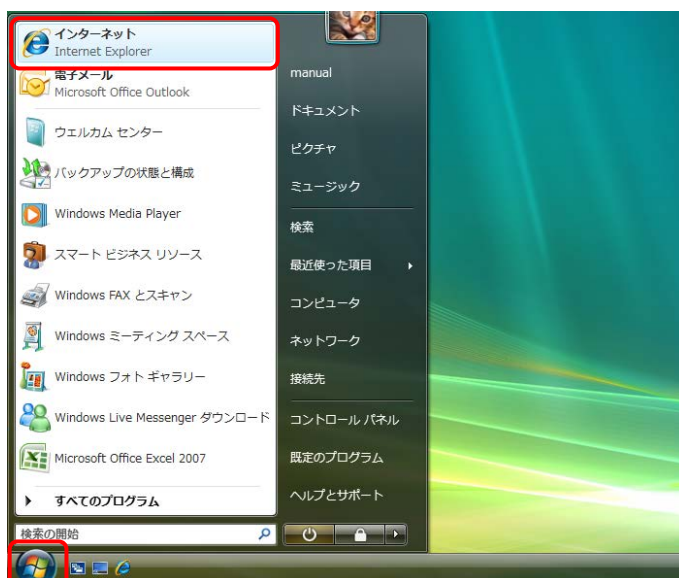 インターネット
Internet Explorer
電子メール
Microsoft Office Outlook
ウェルカム センター
バックアップの状態と構成
Windows Media Player
スマート ビジネス リソース
Windows FAX とスキャン
Windows ミーティング スペース
Windows フォト ギャラリー
Windows Live Messenger ダウンロード
Microsoft Office Excel 2007
すべてのプログラム
検索の開始
manual
ドキュメント
ピクチャ
ミュージック
検索
最近使った項目
コンピュータ
ネットワーク
接続先
コントロール パネル
既定のプログラム
ヘルプとサポート